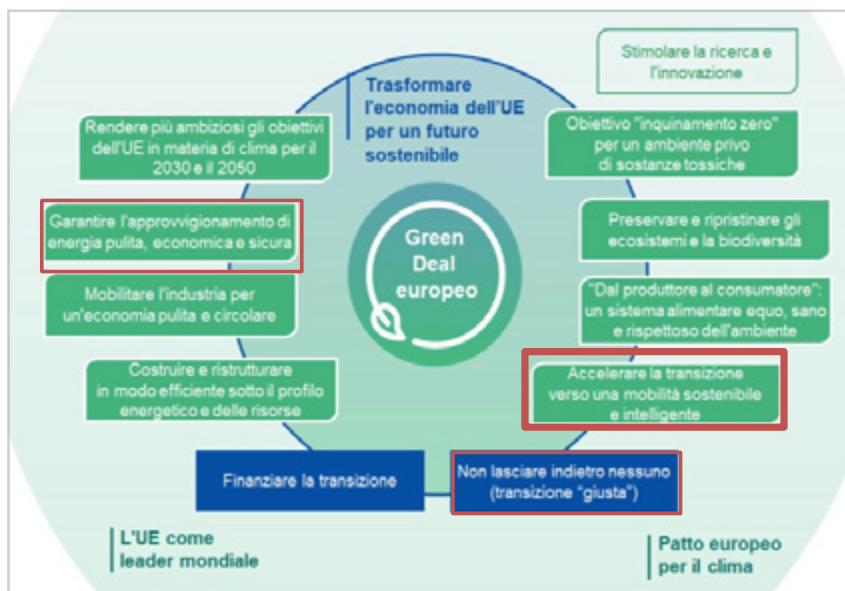 Stimolare la ricerca e
l'innovazione
Trasformare
l'economia dell'UE
per un futuro
sostenibile
Rendere più ambiziosi gli obiettivi
dell'UE in materia di clima per il
2030 e il 2050
Obiettivo "inquinamento zero"
per un ambiente privo
di sostanze tossiche
Garantire l'approvvigionamento di
energia pulita, economica e sicura
Green
Deal
europeo
Preservare e ripristinare gli
ecosistemi e la biodiversità
Mobilitare l'industria per
un'economia pulita e circolare
"Dal produttore al consumatore":
un sistema alimentare equo, sano
e rispettoso dell'ambiente
Costruire e ristrutturare
in modo efficiente sotto il profilo
energetico e delle risorse
Accelerare la transizione
verso una mobilità sostenibile
e intelligente
Finanziare la transizione
Non lasciare indietro nessuno
(transizione "giusta")
L'UE come
leader mondiale
Patto europeo
per il clima